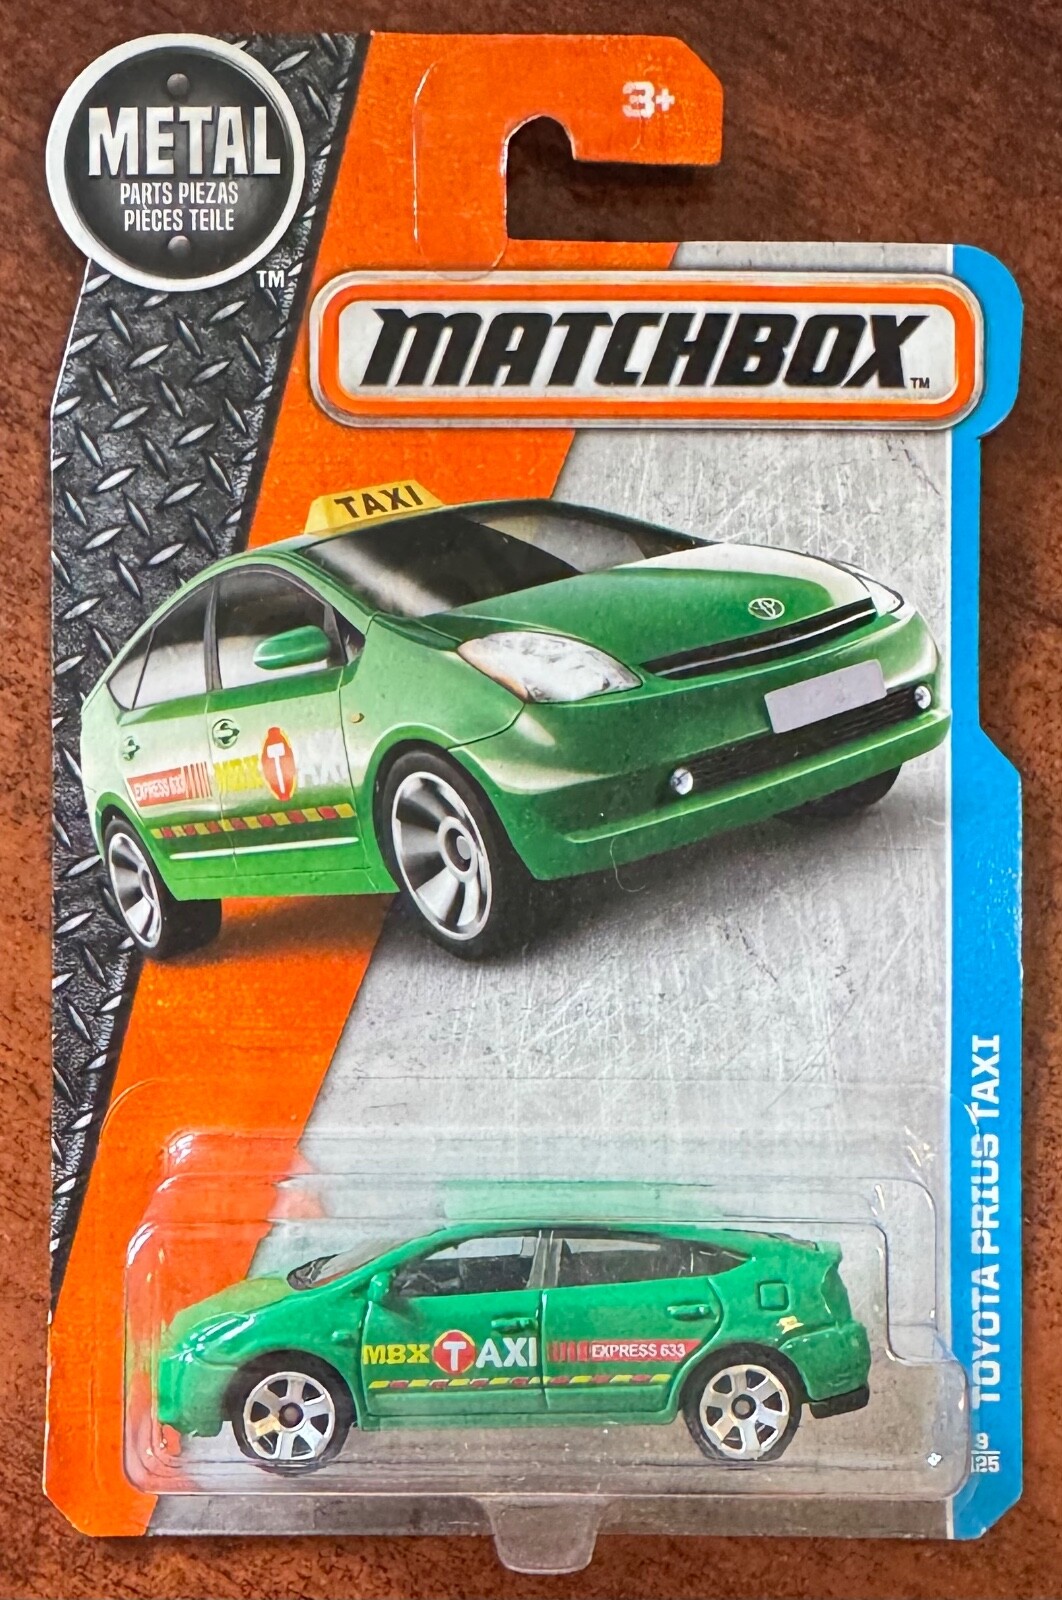 3+
METAL
PARTS PIEZAS
PIÈCES TEILE
TM
MATCHBOX TM
TAXI
EXPRESS 633 MBX TAXI
TOYOTA PRIUS TAXI
MBX TAXI EXPRESS 633
9
125